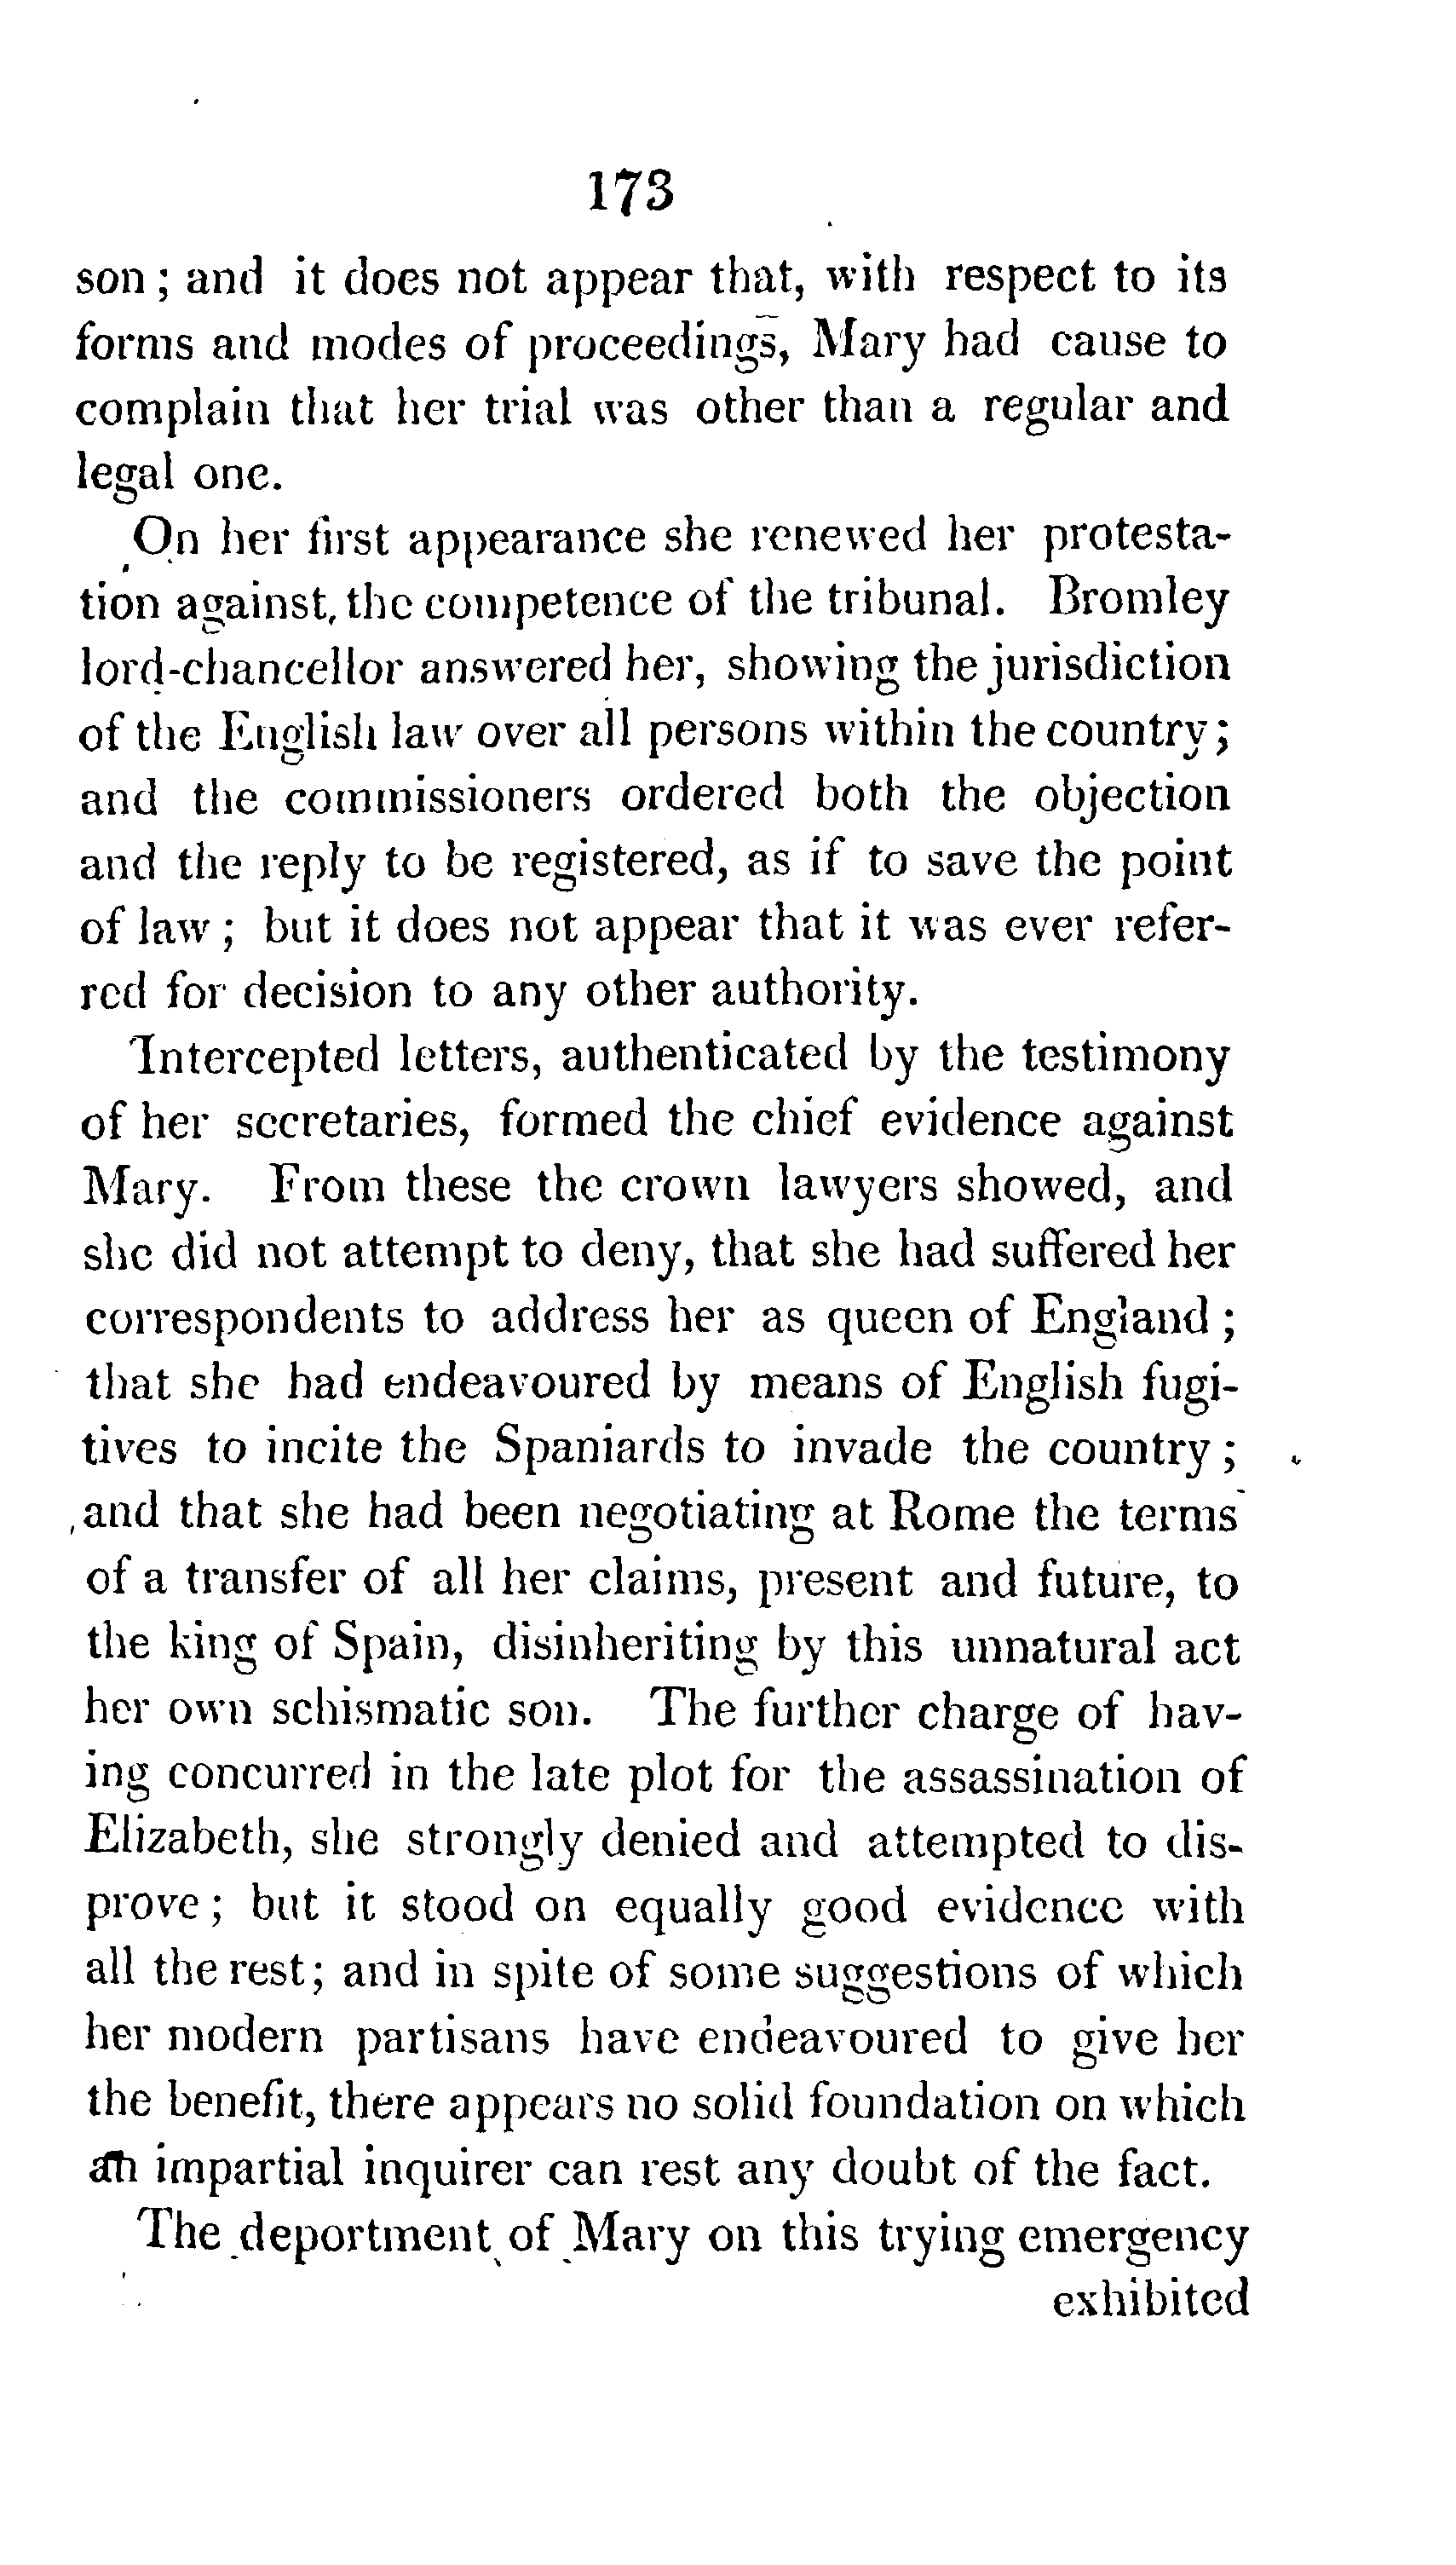 173
son ; and it does not appear that, with respect to its
forms and modes of proceedings, Mary had cause to
complain that her trial was other than a regular and
legal one.
On her first appearance she renewed her protesta-
tion against, the competence of the tribunal. Bromley
lord-chancellor answered her, showing the jurisdiction
of the English law over all persons within the country;
and the commissioners ordered both the objection
and the reply to be registered, as if to save the point
of law ; but it does not appear that it was ever refer-
red for decision to any other authority.
Intercepted letters, authenticated by the testimony
of her secretaries, formed the chief evidence against
Mary. From these the crown lawyers showed, and
she did not attempt to deny, that she had suffered her
correspondents to address her as queen of England ;
that she had endeavoured by means of English fugi-
tives to incite the Spaniards to invade the country ;
and that she had been negotiating at Rome the terms
of a transfer of all her claims, present and future, to
the king of Spain, disinheriting by this unnatural act
her own schismatic son. The further charge of hav-
ing concurred in the late plot for the assassination of
Elizabeth, she strongly denied and attempted to dis-
prove ; but it stood on equally good evidence with
all the rest; and in spite of some suggestions of which
her modern partisans have endeavoured to give her
the benefit, there appears no solid foundation on which
an impartial inquirer can rest any doubt of the fact.
The deportment of Mary on this trying emergency
exhibited